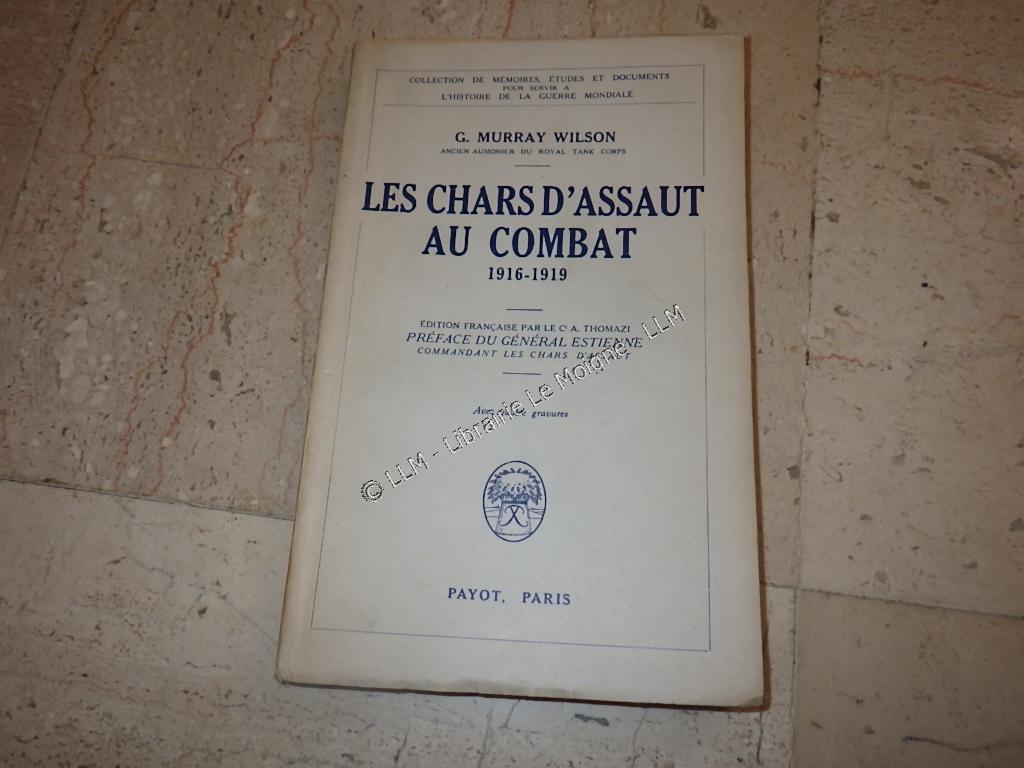 COLLECTION DE MÉMOIRES, ÉTUDES ET DOCUMENTS
POUR SERVIR A
L'HISTOIRE DE LA GUERRE MONDIALE
G. MURRAY WILSON
ANCIEN AUMONIER DU ROYAL TANK CORPS
LES CHARS D'ASSAUT
AU COMBAT
1916-1919
ÉDITION FRANÇAISE PAR LE Ct A. THOMAZI
PRÉFACE DU GÉNÉRAL ESTIENNE
COMMANDANT LES CHARS
Avec gravures
© LLM - Librairie Le Moigne - LLM
PAYOT, PARIS